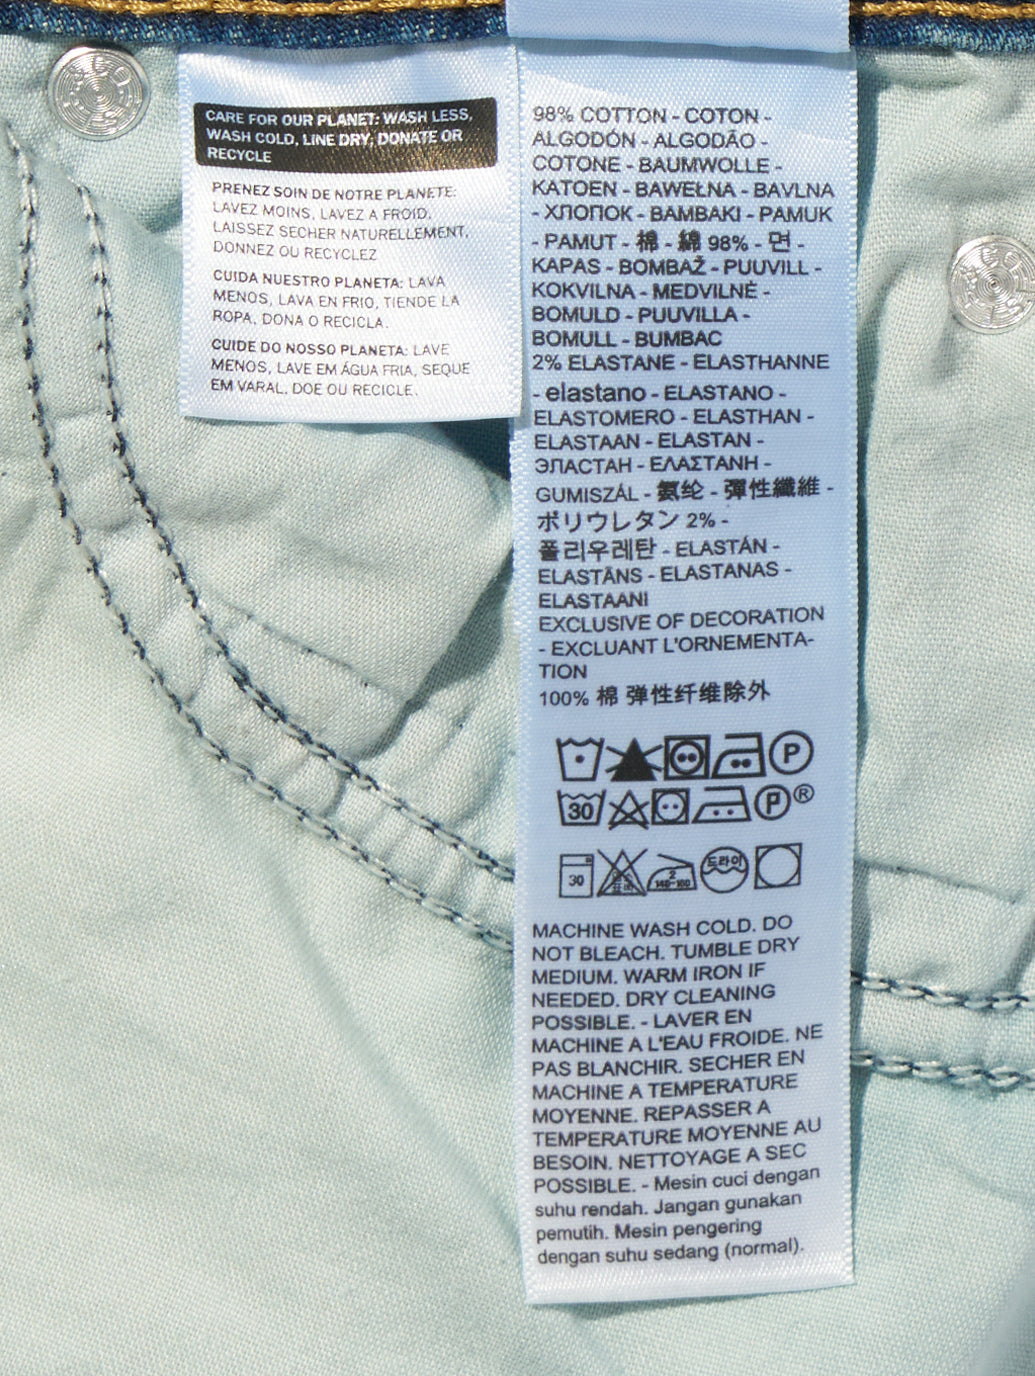 CARE FOR OUR PLANET: WASH LESS,
WASH COLD, LINE DRY, DONATE OR
RECYCLE
PRENEZ SOIN DE NOTRE PLANETE:
LAVEZ MOINS, LAVEZ A FROID,
LAISSEZ SECHER NATURELLEMENT,
DONNEZ OU RECYCLEZ
CUIDA NUESTRO PLANETA: LAVA
MENOS, LAVA EN FRIO, TIENDE LA
ROPA, DONA O RECICLA.
CUIDE DO NOSSO PLANETA: LAVE
MENOS, LAVE EM ÁGUA FRIA, SEQUE
EM VARAL, DOE OU RECICLE.
98% COTTON - COTON -
ALGODÓN - ALGODÃO -
COTONE - BAUMWOLLE -
KATOEN - BAWEŁNA - BAVLNA
- ХЛОПОК - BAMBAKI - PAMUK
- PAMUT - 棉 - 綿 98% - 면 -
KAPAS - BOMBAŽ - PUUVILL -
KOKVILNA - MEDVILNĖ -
BOMULD - PUUVILLA -
BOMULL - BUMBAC
2% ELASTANE - ELASTHANNE
- elastano - ELASTANO -
ELASTOMERO - ELASTHAN -
ELASTAAN - ELASTAN -
ЭЛАСТАН - ΕΛΑΣΤΑΝΗ -
GUMISZÁL - 氨纶 - 彈性纖維 -
ポリウレタン 2% -
폴리우레탄 - ELASTÁN -
ELASTĀNS - ELASTANAS -
ELASTAANI
EXCLUSIVE OF DECORATION
- EXCLUANT L'ORNEMENTA-
TION
100% 棉 弹性纤维除外
P
30 P ®
30 2 140-160 드라이
MACHINE WASH COLD. DO
NOT BLEACH. TUMBLE DRY
MEDIUM. WARM IRON IF
NEEDED. DRY CLEANING
POSSIBLE. - LAVER EN
MACHINE A L'EAU FROIDE. NE
PAS BLANCHIR. SECHER EN
MACHINE A TEMPERATURE
MOYENNE. REPASSER A
TEMPERATURE MOYENNE AU
BESOIN. NETTOYAGE A SEC
POSSIBLE. - Mesin cuci dengan
suhu rendah. Jangan gunakan
pemutih. Mesin pengering
dengan suhu sedang (normal).